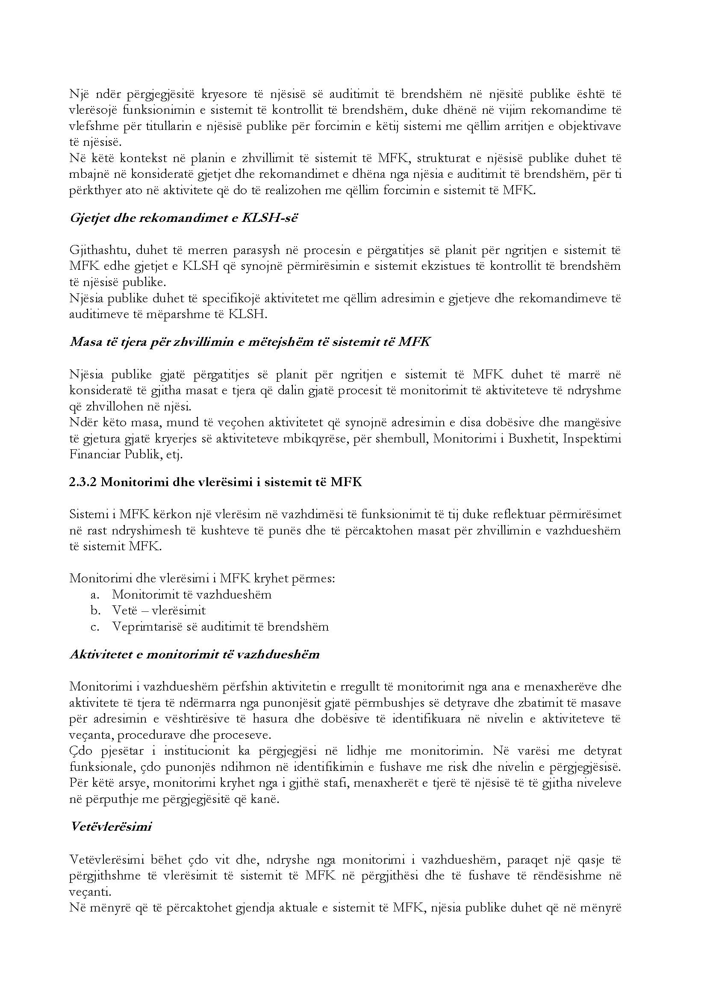 Një ndër përgjegjësitë kryesore të njësisë së auditimit të brendshëm në njësitë publike është të
vlerësojë funksionimin e sistemit të kontrollit të brendshëm, duke dhënë në vijim rekomandime të
vlefshme për titullarin e njësisë publike për forcimin e këtij sistemi me qëllim arritjen e objektivave
të njësisë.
Në këtë kontekst në planin e zhvillimit të sistemit të MFK, strukturat e njësisë publike duhet të
mbajnë në konsideratë gjetjet dhe rekomandimet e dhëna nga njësia e auditimit të brendshëm, për ti
përkthyer ato në aktivitete që do të realizohen me qëllim forcimin e sistemit të MFK.
Gjetjet dhe rekomandimet e KLSH-së
Gjithashtu, duhet të merren parasysh në procesin e përgatitjes së planit për ngritjen e sistemit të
MFK edhe gjetjet e KLSH që synojnë përmirësimin e sistemit ekzistues të kontrollit të brendshëm
të njësisë publike.
Njësia publike duhet të specifikojë aktivitetet me qëllim adresimin e gjetjeve dhe rekomandimeve të
auditimeve të mëparshme të KLSH.
Masa të tjera për zhvillimin e mëtejshëm të sistemit të MFK
Njësia publike gjatë përgatitjes së planit për ngritjen e sistemit të MFK duhet të marrë në
konsideratë të gjitha masat e tjera që dalin gjatë procesit të monitorimit të aktiviteteve të ndryshme
që zhvillohen në njësi.
Ndër këto masa, mund të veçohen aktivitetet që synojnë adresimin e disa dobësive dhe mangësive
të gjetura gjatë kryerjes së aktiviteteve mbikqyrëse, për shembull, Monitorimi i Buxhetit, Inspektimi
Financiar Publik, etj.
2.3.2 Monitorimi dhe vlerësimi i sistemit të MFK
Sistemi i MFK kërkon një vlerësim në vazhdimësi të funksionimit të tij duke reflektuar përmirësimet
në rast ndryshimesh të kushteve të punës dhe të përcaktohen masat për zhvillimin e vazhdueshëm
të sistemit MFK.
Monitorimi dhe vlerësimi i MFK kryhet përmes:
a. Monitorimit të vazhdueshëm
b. Vetë – vlerësimit
c. Veprimtarisë së auditimit të brendshëm
Aktivitetet e monitorimit të vazhdueshëm
Monitorimi i vazhdueshëm përfshin aktivitetin e rregullt të monitorimit nga ana e menaxherëve dhe
aktivitete të tjera të ndërmarra nga punonjësit gjatë përmbushjes së detyrave dhe zbatimit të masave
për adresimin e vështirësive të hasura dhe dobësive të identifikuara në nivelin e aktiviteteve të
veçanta, procedurave dhe proceseve.
Çdo pjesëtar i institucionit ka përgjegjësi në lidhje me monitorimin. Në varësi me detyrat
funksionale, çdo punonjës ndihmon në identifikimin e fushave me risk dhe nivelin e përgjegjësisë.
Për këtë arsye, monitorimi kryhet nga i gjithë stafi, menaxherët e tjerë të njësisë të të gjitha niveleve
në përputhje me përgjegjësitë që kanë.
Vetëvlerësimi
Vetëvlerësimi bëhet çdo vit dhe, ndryshe nga monitorimi i vazhdueshëm, paraqet një qasje të
përgjithshme të vlerësimit të sistemit të MFK në përgjithësi dhe të fushave të rëndësishme në
veçanti.
Në mënyrë që të përcaktohet gjendja aktuale e sistemit të MFK, njësia publike duhet që në mënyrë